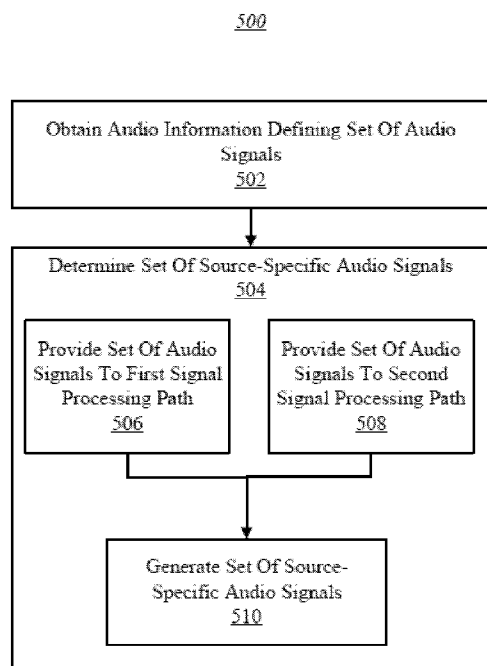 500
Obtain Audio Information Defining Set Of Audio
Signals
502
Determine Set Of Source-Specific Audio Signals
504
Provide Set Of Audio
Signals To First Signal
Processing Path
506
Provide Set Of Audio
Signals To Second
Signal Processing Path
508
Generate Set Of Source-
Specific Audio Signals
510